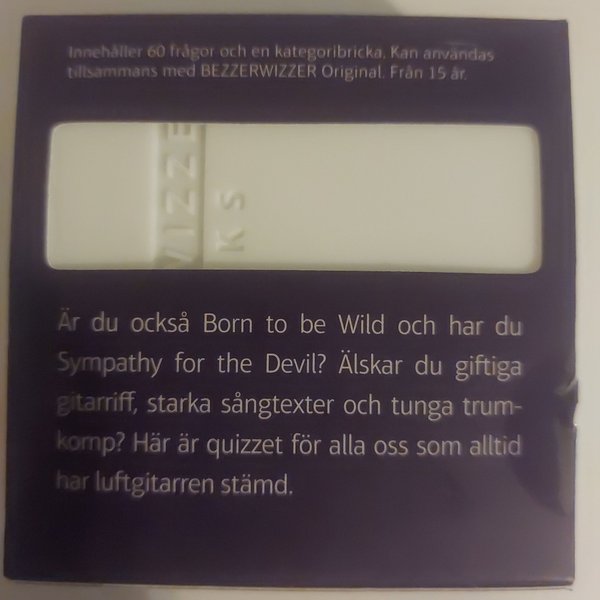 Innehåller 60 frågor och en kategoribricka. Kan användas
tillsammans med BEZZERWIZZER Original. Från 15 år.
VIZZE
KS
Är du också Born to be Wild och har du
Sympathy for the Devil? Älskar du giftiga
gitarriff, starka sångtexter och tunga trum-
komp? Här är quizzet för alla oss som alltid
har luftgitarren stämd.